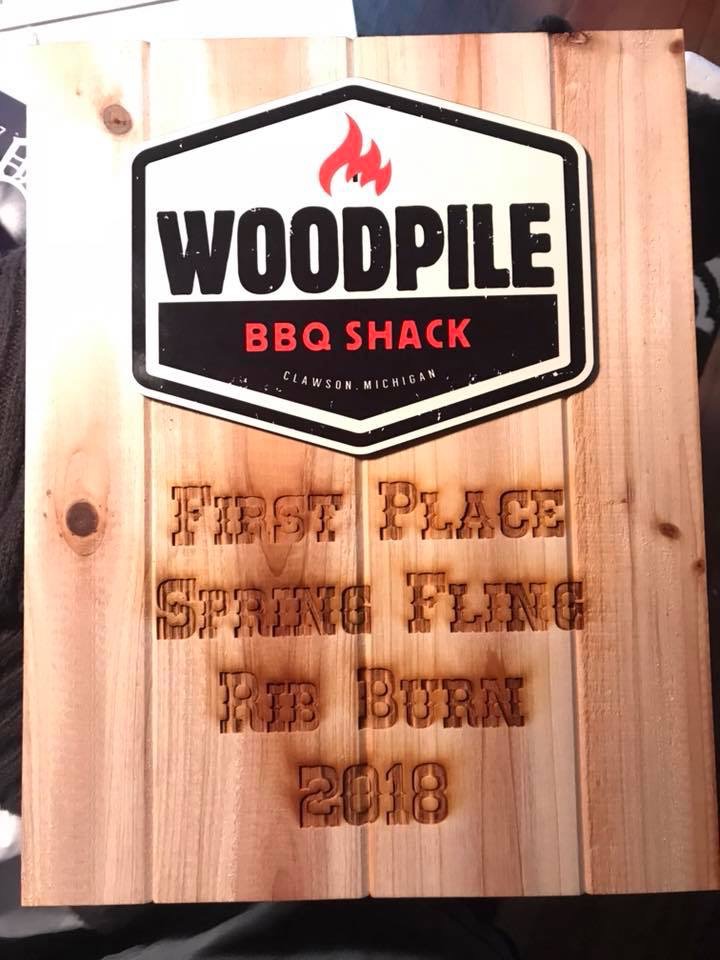 WOODPILE
BBQ SHACK
CLAWSON, MICHIGAN
FIRST PLACE
SPRING FLING
RIB BURN
2018